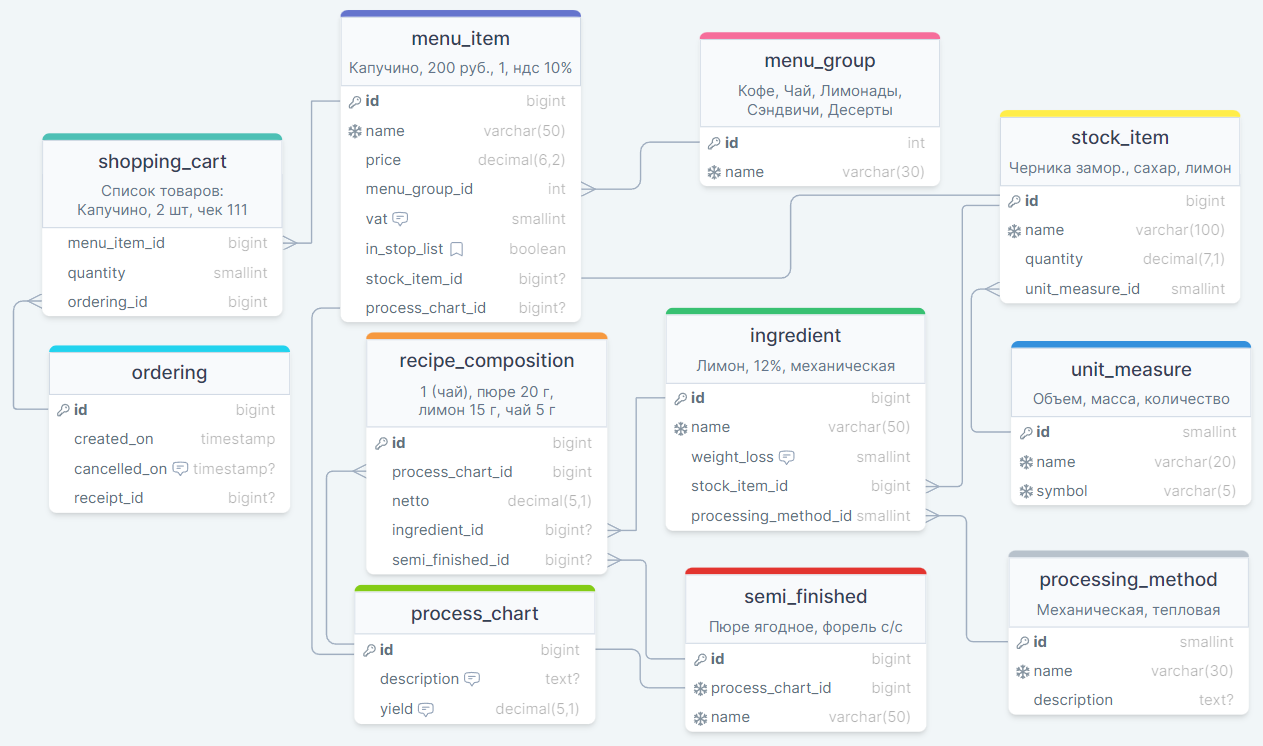 menu_item
Капучино, 200 руб., 1, ндс 10%
id bigint
name varchar(50)
price decimal(6,2)
menu_group_id int
vat smallint
in_stop_list boolean
stock_item_id bigint?
process_chart_id bigint?
menu_group
Кофе, Чай, Лимонады,
Сэндвичи, Десерты
id int
name varchar(30)
stock_item
Черника замор., сахар, лимон
id bigint
name varchar(100)
quantity decimal(7,1)
unit_measure_id smallint
shopping_cart
Список товаров:
Капучино, 2 шт, чек 111
menu_item_id bigint
quantity smallint
ordering_id bigint
ordering
id bigint
created_on timestamp
cancelled_on timestamp?
receipt_id bigint?
recipe_composition
1 (чай), пюре 20 г,
лимон 15 г, чай 5 г
id bigint
process_chart_id bigint
netto decimal(5,1)
ingredient_id bigint?
semi_finished_id bigint?
ingredient
Лимон, 12%, механическая
id bigint
name varchar(50)
weight_loss smallint
stock_item_id bigint
processing_method_id smallint
unit_measure
Объем, масса, количество
id smallint
name varchar(20)
symbol varchar(5)
process_chart
id bigint
description text?
yield decimal(5,1)
semi_finished
Пюре ягодное, форель с/с
id bigint
process_chart_id bigint
name varchar(50)
processing_method
Механическая, тепловая
id smallint
name varchar(30)
description text?